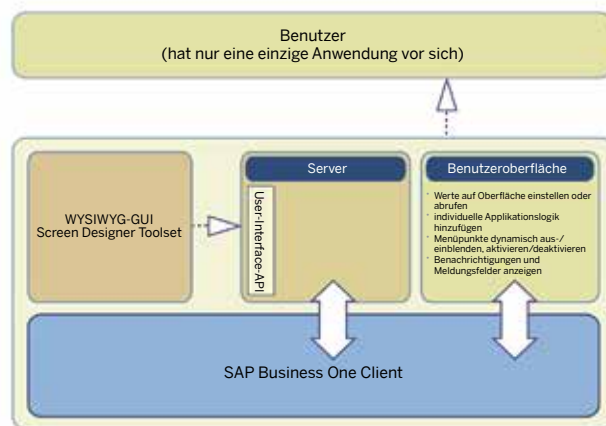 Benutzer
(hat nur eine einzige Anwendung vor sich)
WYSIWYG-GUI
Screen Designer Toolset
Server
User-Interface-API
Benutzeroberfläche
· Werte auf Oberfläche einstellen oder
abrufen
· individuelle Applikationslogik
hinzufügen
· Menüpunkte dynamisch aus-/
einblenden, aktivieren/deaktivieren
· Benachrichtigungen und
Meldungsfelder anzeigen
SAP Business One Client